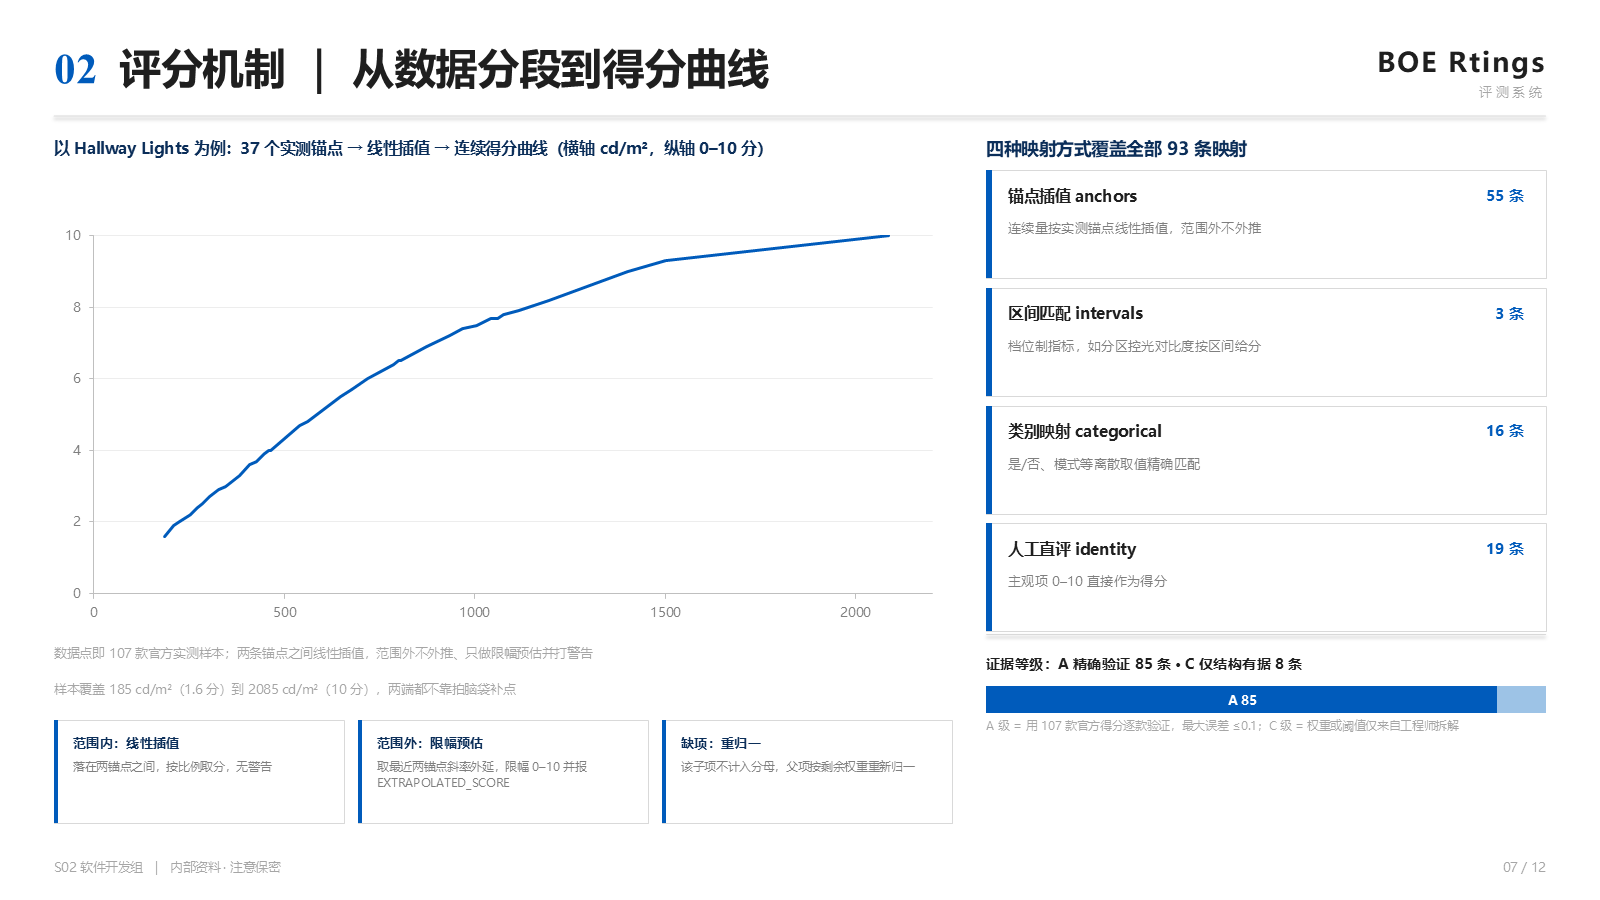 02 评分机制 | 从数据分段到得分曲线
BOE Rtings
评测系统
以 Hallway Lights 为例：37 个实测锚点 → 线性插值 → 连续得分曲线（横轴 cd/m²，纵轴 0–10 分）
10
8
6
4
2
0
0 500 1000 1500 2000
数据点即 107 款官方实测样本；两条锚点之间线性插值，范围外不外推、只做限幅预估并打警告
样本覆盖 185 cd/m²（1.6 分）到 2085 cd/m²（10 分），两端都不靠拍脑袋补点
范围内：线性插值
落在两锚点之间，按比例取分，无警告
范围外：限幅预估
取最近两锚点斜率外延，限幅 0–10 并报
EXTRAPOLATED_SCORE
缺项：重归一
该子项不计入分母，父项按剩余权重重新归一
四种映射方式覆盖全部 93 条映射
锚点插值 anchors 55 条
连续量按实测锚点线性插值，范围外不外推
区间匹配 intervals 3 条
档位制指标，如分区控光对比度按区间给分
类别映射 categorical 16 条
是/否、模式等离散取值精确匹配
人工直评 identity 19 条
主观项 0–10 直接作为得分
证据等级：A 精确验证 85 条 • C 仅结构有据 8 条
A 85
A 级 = 用 107 款官方得分逐款验证，最大误差 ≤0.1；C 级 = 权重或阈值仅来自工程师拆解
S02 软件开发组 | 内部资料 · 注意保密
07 / 12